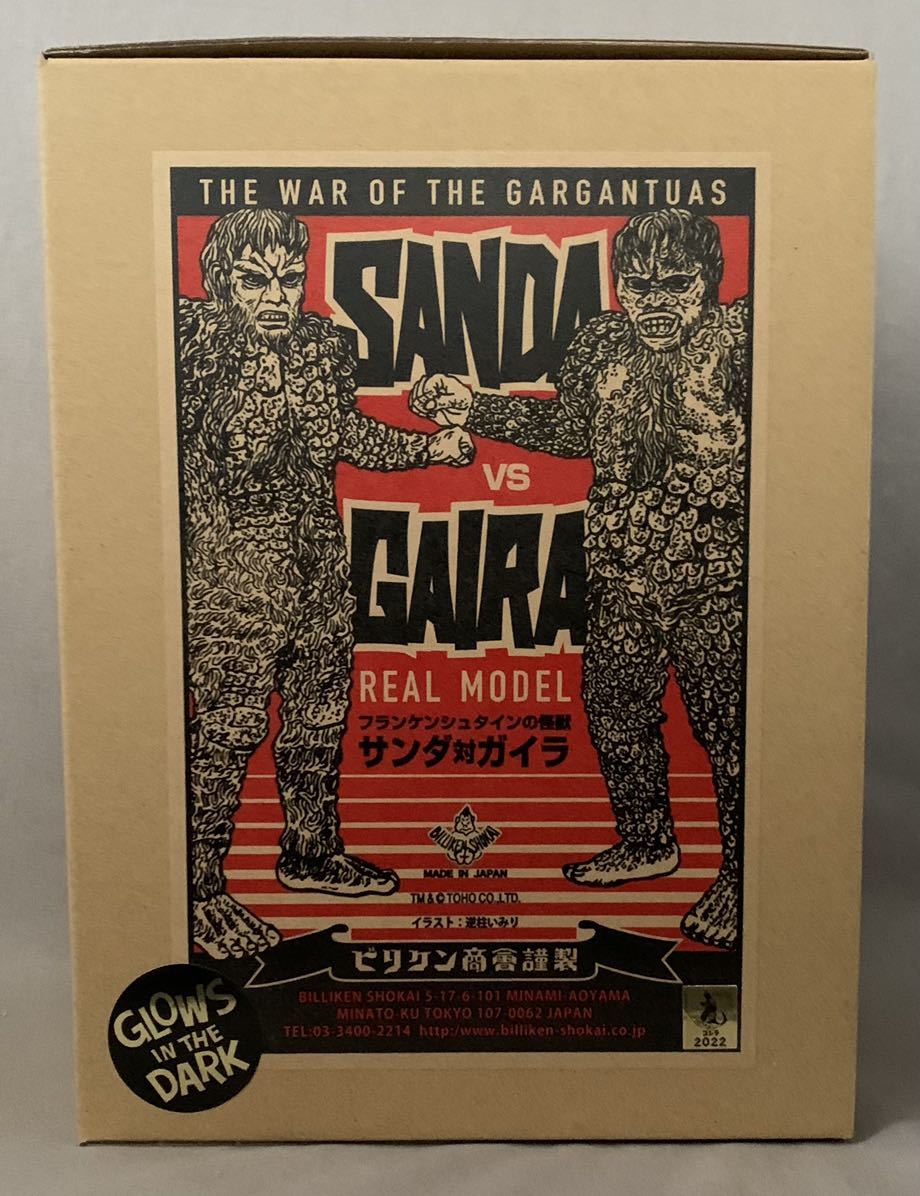 THE WAR OF THE GARGANTUAS
SANDA
VS
GAIRA
REAL MODEL
フランケンシュタインの怪獣
サンダ対ガイラ
BILLIKEN-SHOKAI
MADE IN JAPAN
TM & © TOHO CO.,LTD.
イラスト：逆柱いみり
ビリケン商會謹製
BILLIKEN SHOKAI 5-17-6-101 MINAMI-AOYAMA
MINATO-KU TOKYO 107-0062 JAPAN
TEL:03-3400-2214 http:/www.billiken-shokai.co.jp
GLOWS
IN THE
DARK
2022